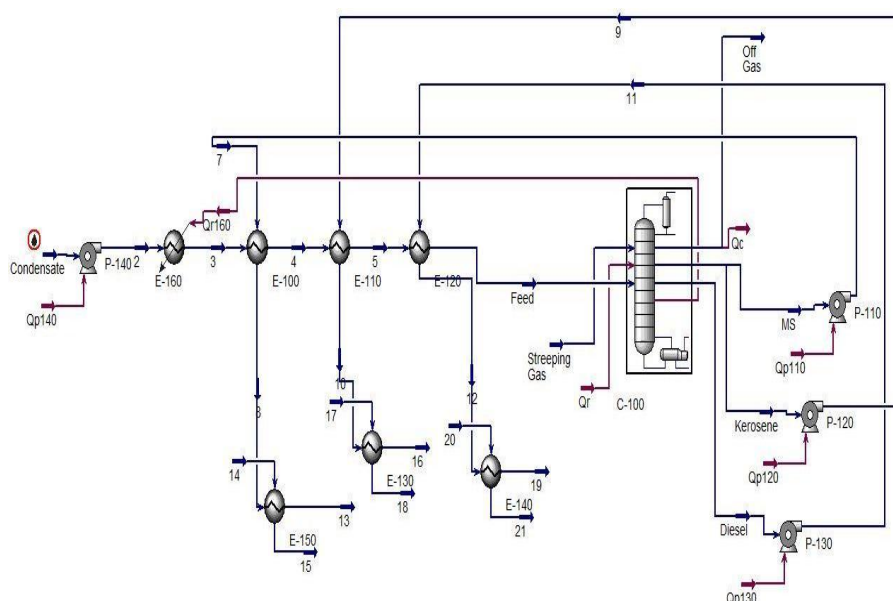 9
Off
Gas
11
7
Qr160
Qc
Condensate
P-140
2
E-160
3
E-100
4
E-110
5
E-120
Feed
Qp140
MS
P-110
Streeping
Gas
Qp110
Qr
C-100
10
12
8
17
20
Kerosene
P-120
16
Qp120
14
E-130
19
18
E-140
13
21
Diesel
P-130
E-150
15
Qp130